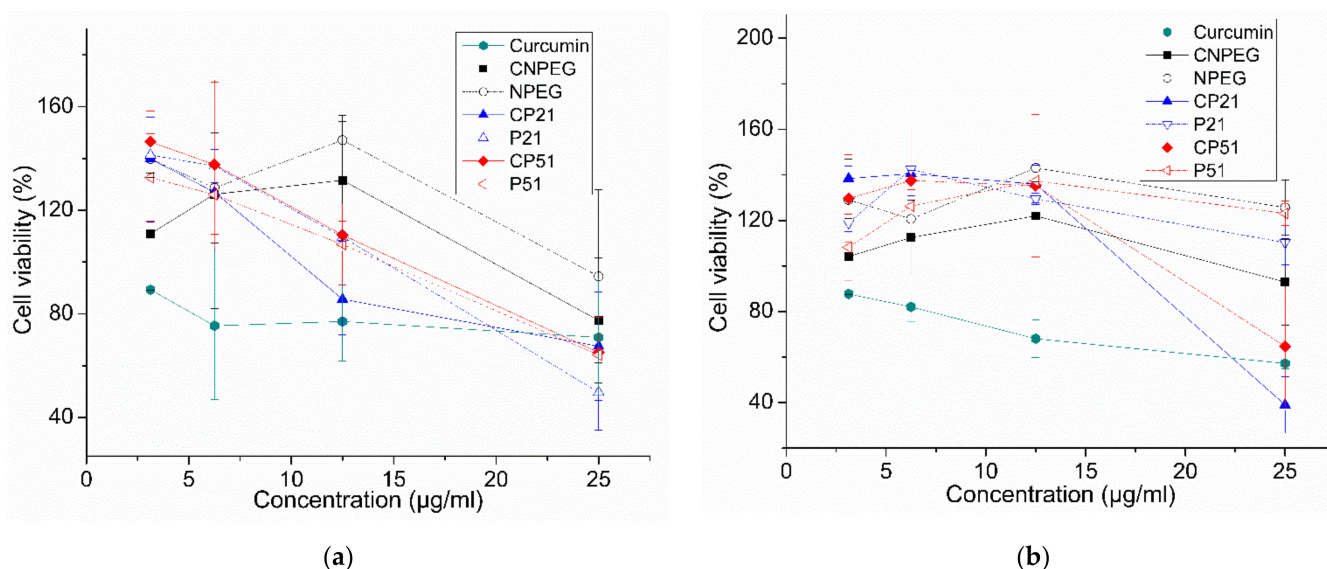 Curcumin
CNPEG
NPEG
CP21
P21
CP51
P51
160
120
80
40
Cell viability (%)
0 5 10 15 20 25
Concentration (μg/ml)
(a)
Curcumin
CNPEG
NPEG
CP21
P21
CP51
P51
200
160
120
80
40
Cell viability (%)
0 5 10 15 20 25
Concentration (μg/ml)
(b)